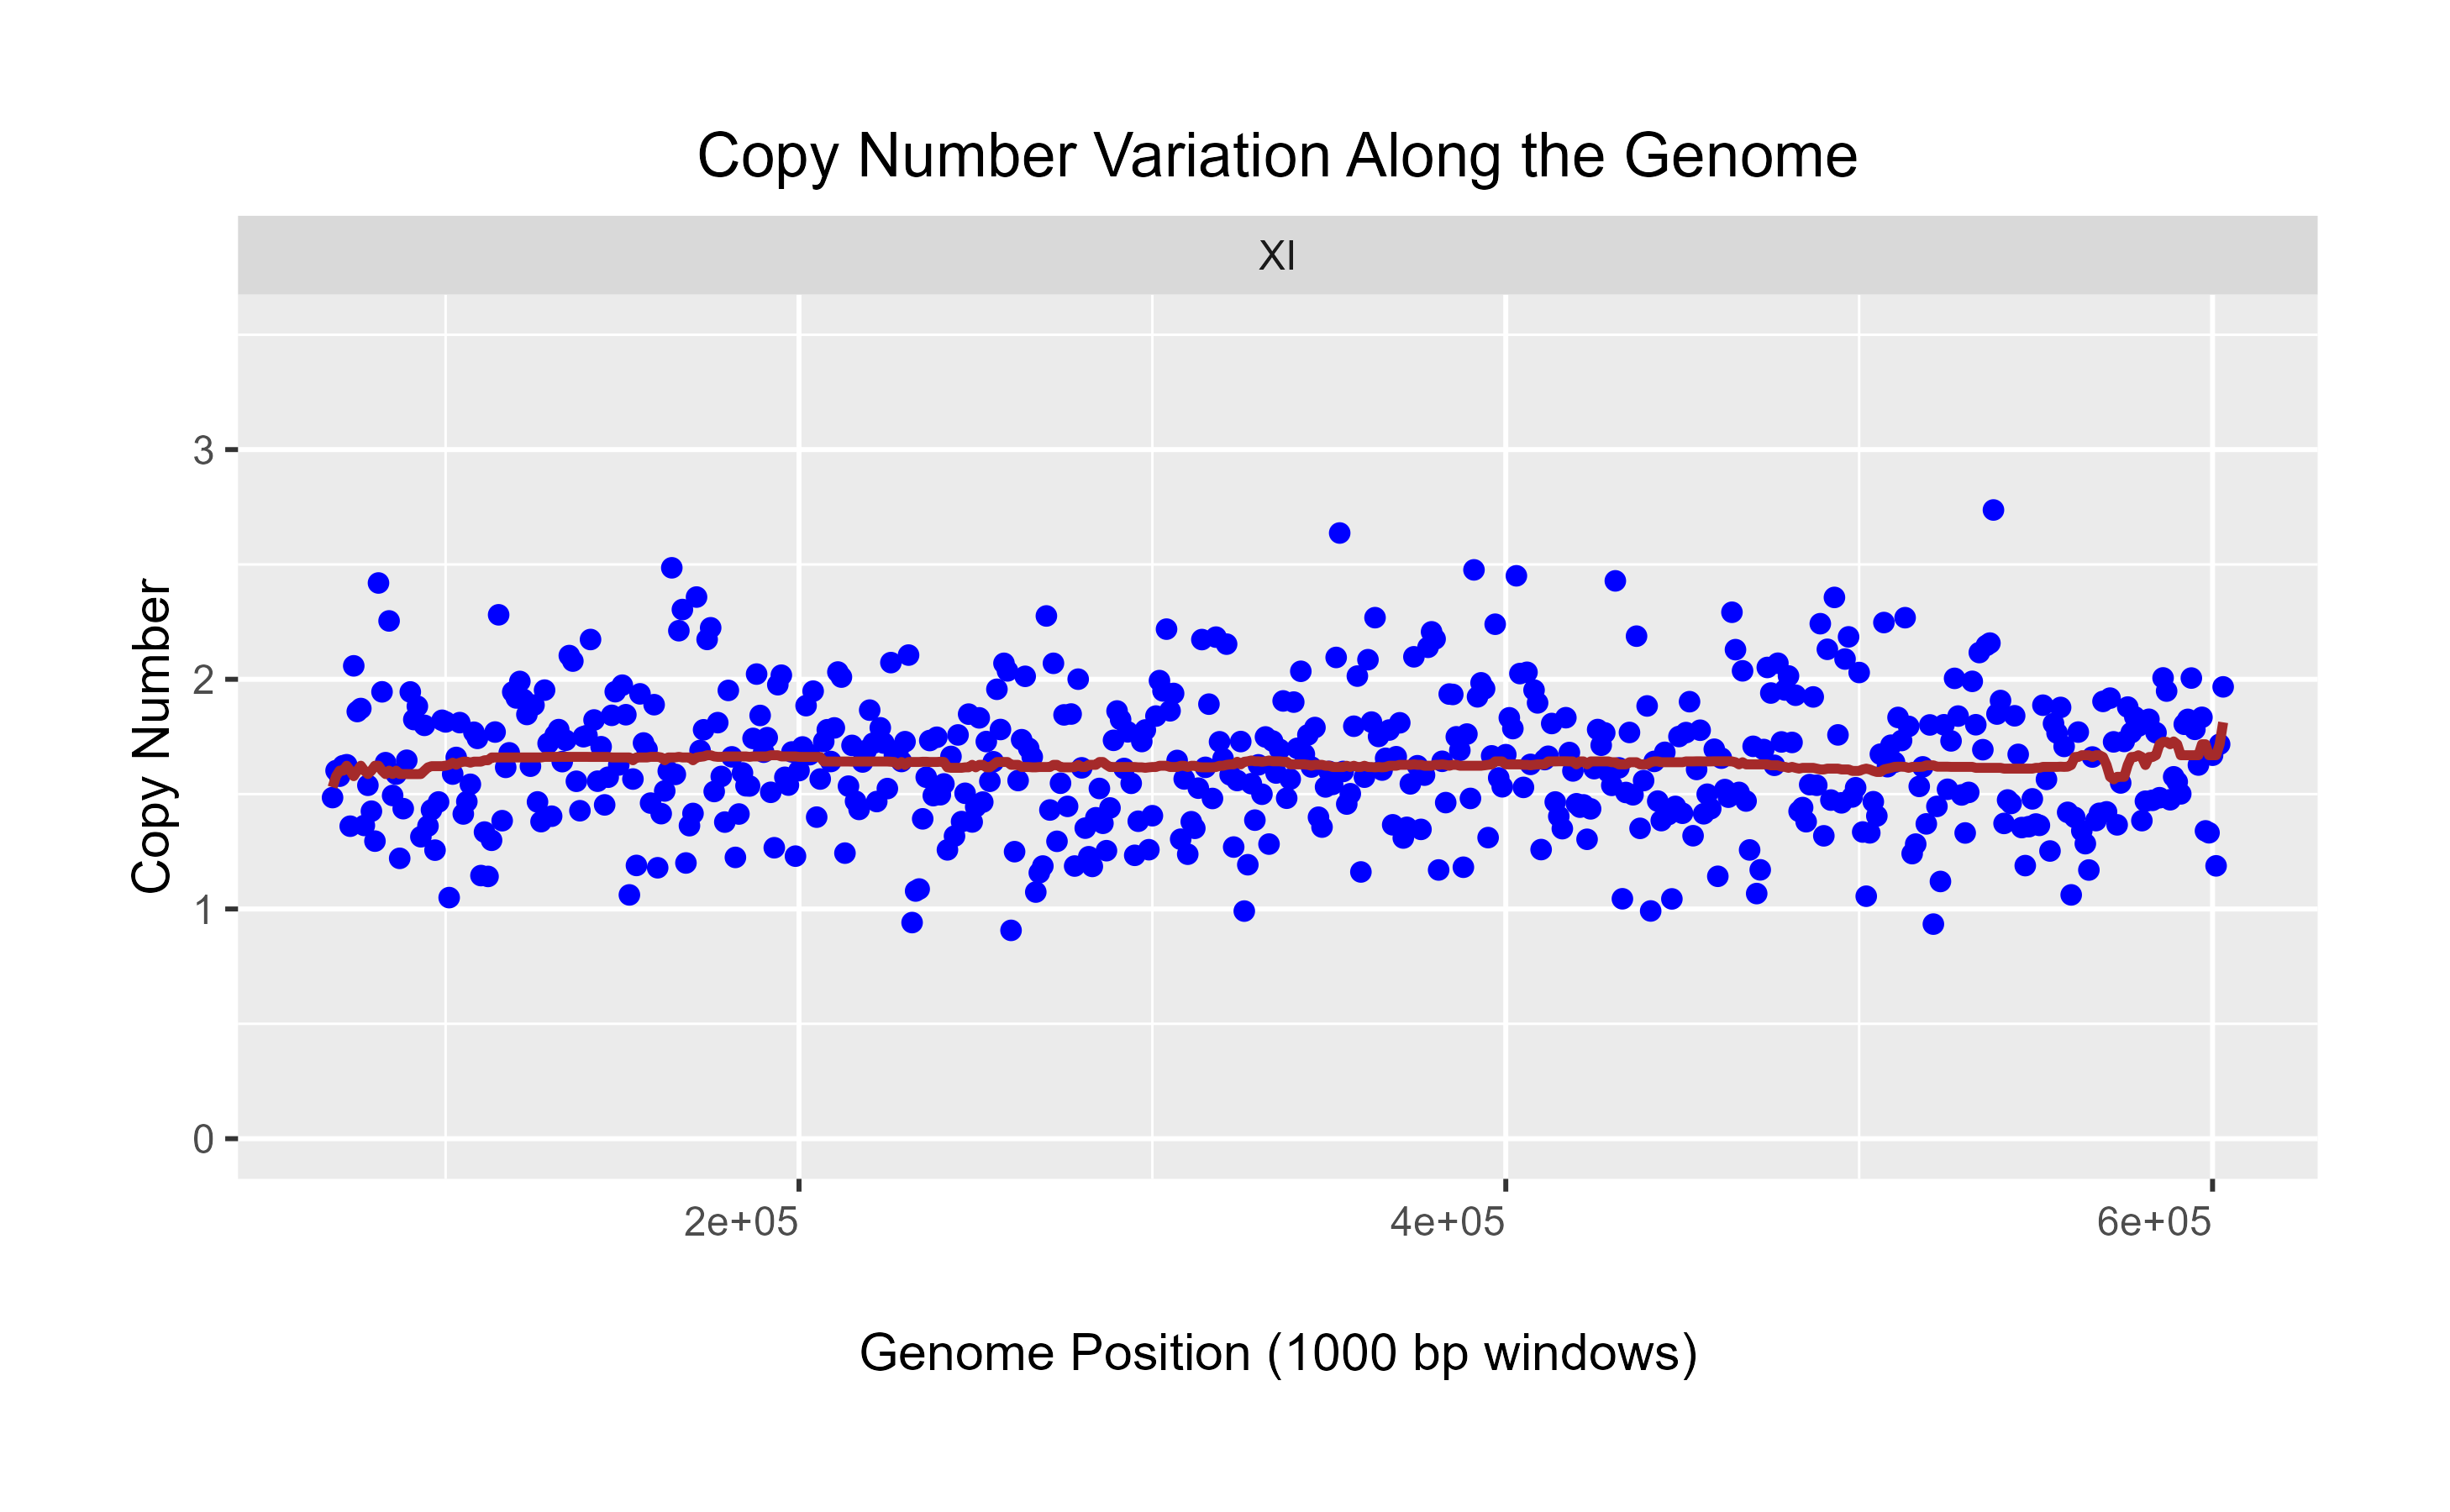 Copy Number Variation Along the Genome
XI
Copy Number
3
2
1
0
2e+05
4e+05
6e+05
Genome Position (1000 bp windows)